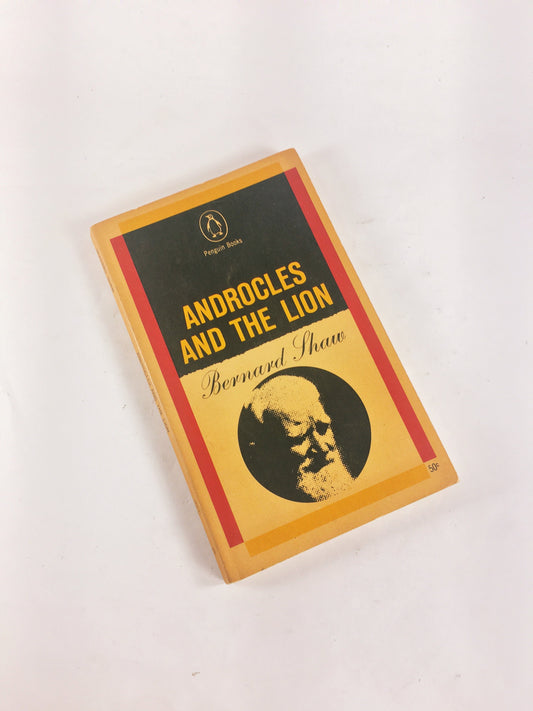 Penguin Books
ANDROCLES
AND THE LION
Bernard Shaw
50c